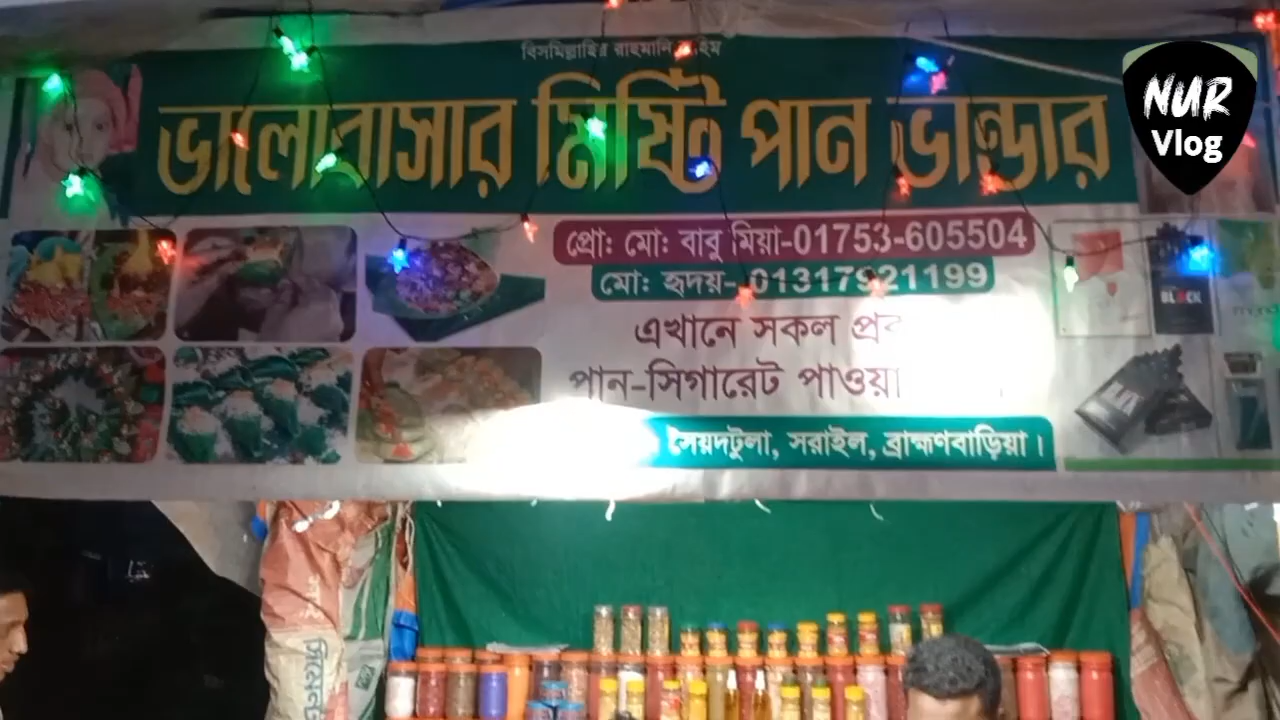 বিসমিল্লাহির রাহমানি রাহিম
ভালোবাসার মিষ্টি পান ভান্ডার
NUR
Vlog
প্রোঃ মোঃ বাবু মিয়া-01753-605504
মোঃ হৃদয়- 01317921199
এখানে সকল
পান-সিগারেট পাওয়া
সৈয়দটুলা, সরাইল, ব্রাহ্মণবাড়িয়া।
BLACK